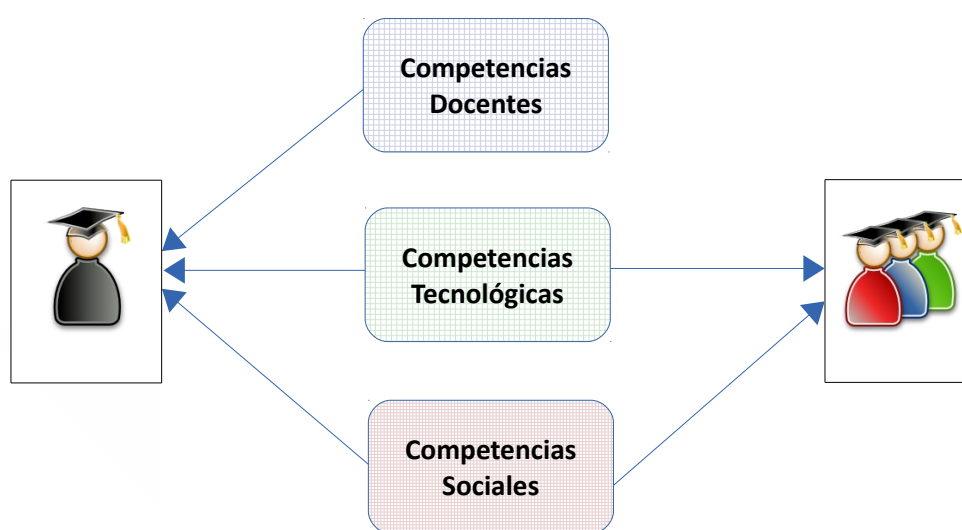 Competencias
Docentes
Competencias
Tecnológicas
Competencias
Sociales